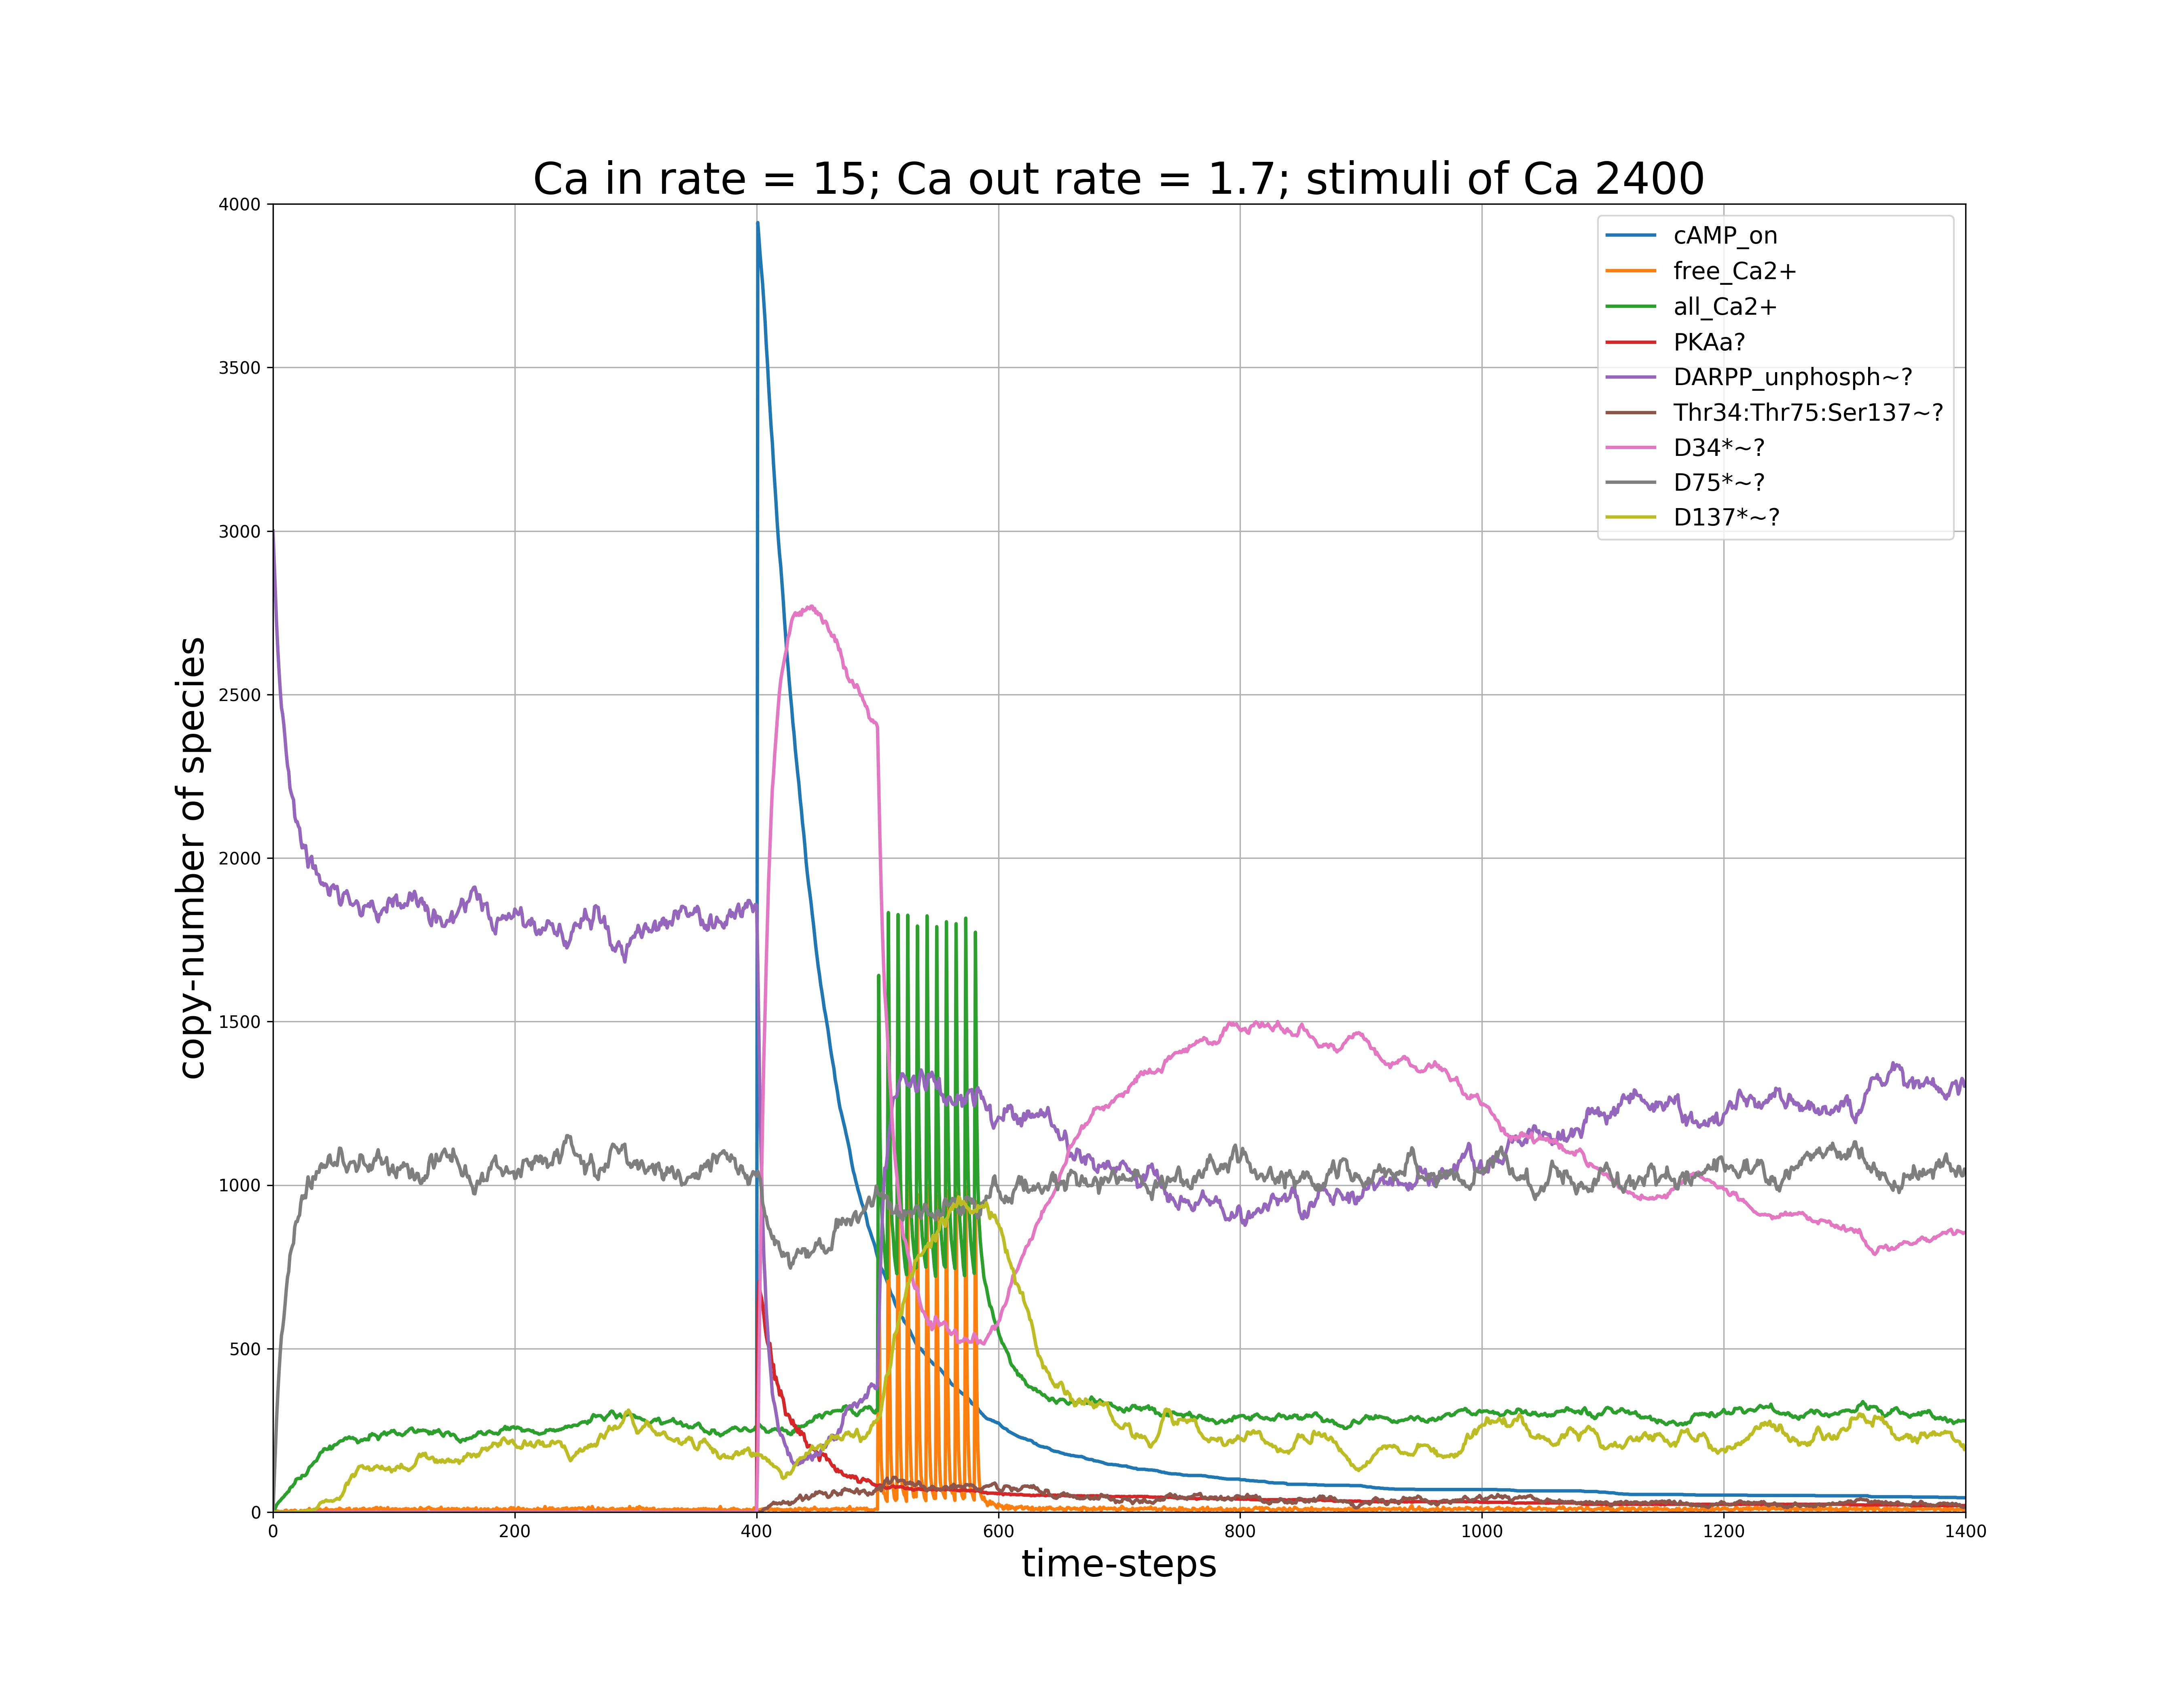 Ca in rate = 15; Ca out rate = 1.7; stimuli of Ca 2400
4000
3500
3000
2500
2000
1500
1000
500
0
copy-number of species
cAMP_on
free_Ca2+
all_Ca2+
PKAa?
DARPP_unphosph~?
Thr34:Thr75:Ser137~?
D34*~?
D75*~?
D137*~?
0 200 400 600 800 1000 1200 1400
time-steps